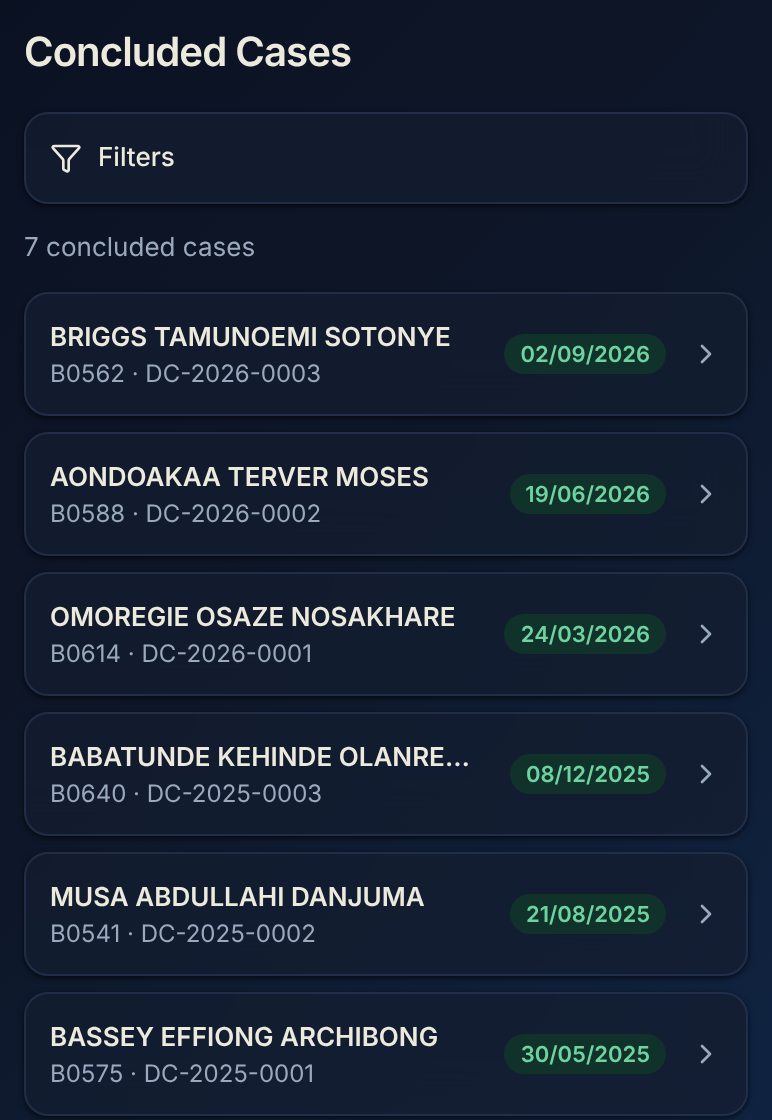 Concluded Cases
Filters
7 concluded cases
BRIGGS TAMUNOEMI SOTONYE
B0562 · DC-2026-0003
02/09/2026
AONDOAKAA TERVER MOSES
B0588 · DC-2026-0002
19/06/2026
OMOREGIE OSAZE NOSAKHARE
B0614 · DC-2026-0001
24/03/2026
BABATUNDE KEHINDE OLANRE...
B0640 · DC-2025-0003
08/12/2025
MUSA ABDULLAHI DANJUMA
B0541 · DC-2025-0002
21/08/2025
BASSEY EFFIONG ARCHIBONG
B0575 · DC-2025-0001
30/05/2025